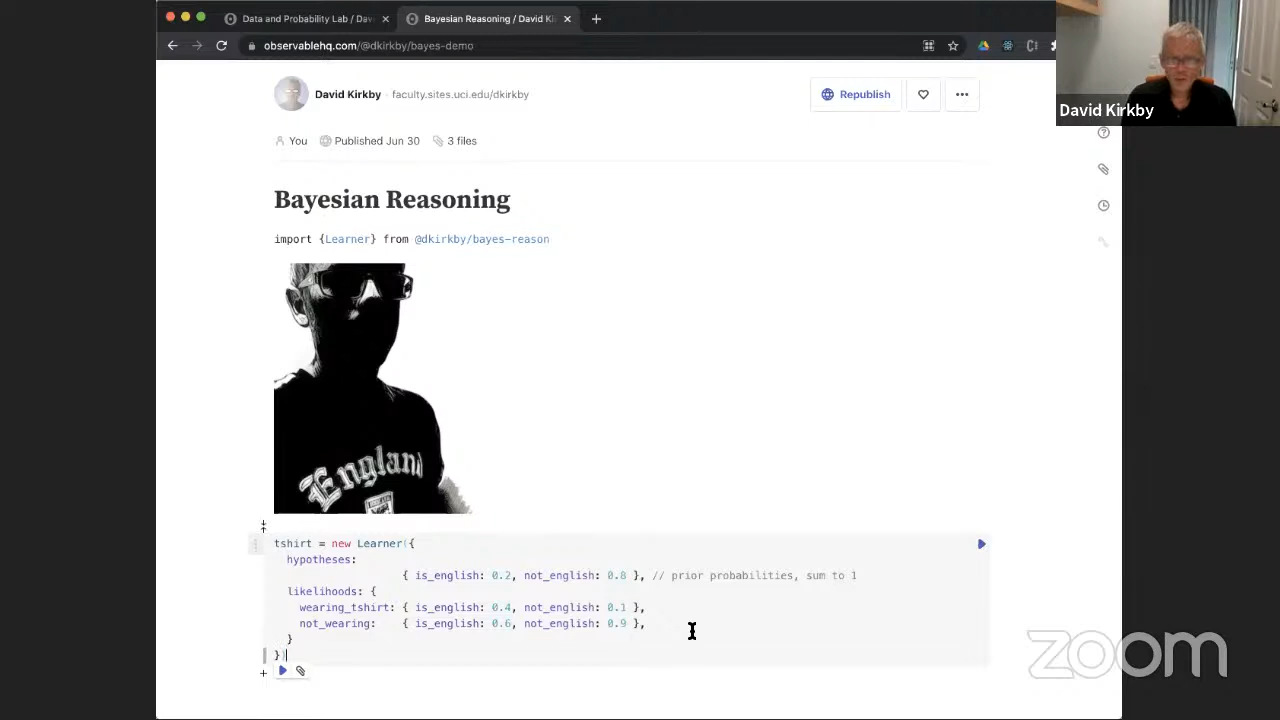 Data and Probability Lab / Dav
Bayesian Reasoning / David Ki
observablehq.com/@dkirkby/bayes-demo
David Kirkby
David Kirkby · faculty.sites.uci.edu/dkirkby
Republish
You
Published Jun 30
3 files
Bayesian Reasoning
import {Learner} from @dkirkby/bayes-reason
England
tshirt = new Learner({
hypotheses:
{ is_english: 0.2, not_english: 0.8 }, // prior probabilities, sum to 1
likelihoods: {
wearing_tshirt: { is_english: 0.4, not_english: 0.1 },
not_wearing: { is_english: 0.6, not_english: 0.9 },
}
})
zoom